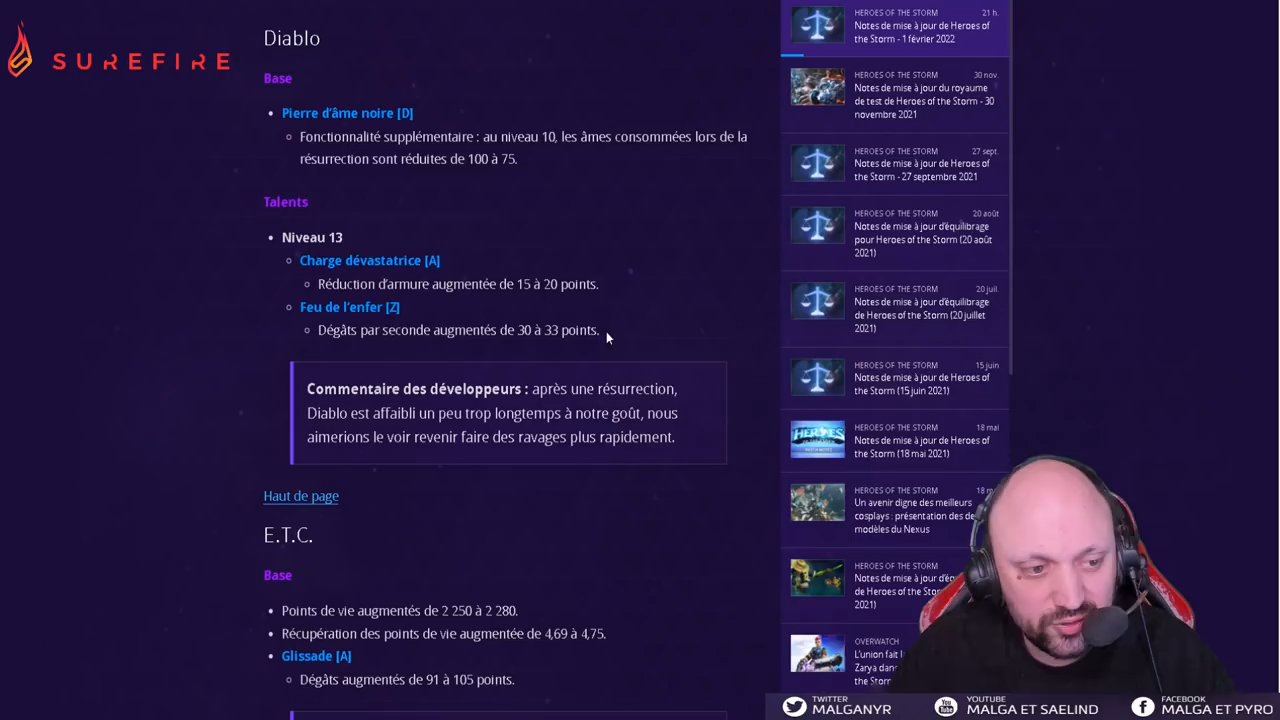 SUREFIRE
Diablo
Base
Pierre d'âme noire [D]
Fonctionnalité supplémentaire : au niveau 10, les âmes consommées lors de la
résurrection sont réduites de 100 à 75.
Talents
Niveau 13
Charge dévastatrice [A]
Réduction d'armure augmentée de 15 à 20 points.
Feu de l'enfer [Z]
Dégâts par seconde augmentés de 30 à 33 points.
Commentaire des développeurs : après une résurrection,
Diablo est affaibli un peu trop longtemps à notre goût, nous
aimerions le voir revenir faire des ravages plus rapidement.
Haut de page
E.T.C.
Base
Points de vie augmentés de 2 250 à 2 280.
Récupération des points de vie augmentée de 4,69 à 4,75.
Glissade [A]
Dégâts augmentés de 91 à 105 points.
HEROES OF THE STORM 21 h.
Notes de mise à jour de Heroes of
the Storm - 1 février 2022
HEROES OF THE STORM 30 nov.
Notes de mise à jour du royaume
de test de Heroes of the Storm - 30
novembre 2021
HEROES OF THE STORM 27 sept.
Notes de mise à jour de Heroes of
the Storm - 27 septembre 2021
HEROES OF THE STORM 20 août
Notes de mise à jour d'équilibrage
pour Heroes of the Storm (20 août
2021)
HEROES OF THE STORM 20 juil.
Notes de mise à jour d'équilibrage
de Heroes of the Storm (20 juillet
2021)
HEROES OF THE STORM 15 juin
Notes de mise à jour de Heroes of
the Storm (15 juin 2021)
HEROES OF THE STORM 18 mai
Notes de mise à jour de Heroes of
the Storm (18 mai 2021)
HEROES OF THE STORM 18
Un avenir digne des meilleurs
cosplays : présentation des
modèles du Nexus
HEROES OF THE STORM
Notes de mise à jour
de Heroes of the
2021)
OVERWATCH
L'union fait
Zarya dans
the
TWITTER
MALGANYR
YOUTUBE
MALGA ET SAELIND
FACEBOOK
MALGA ET PYRO